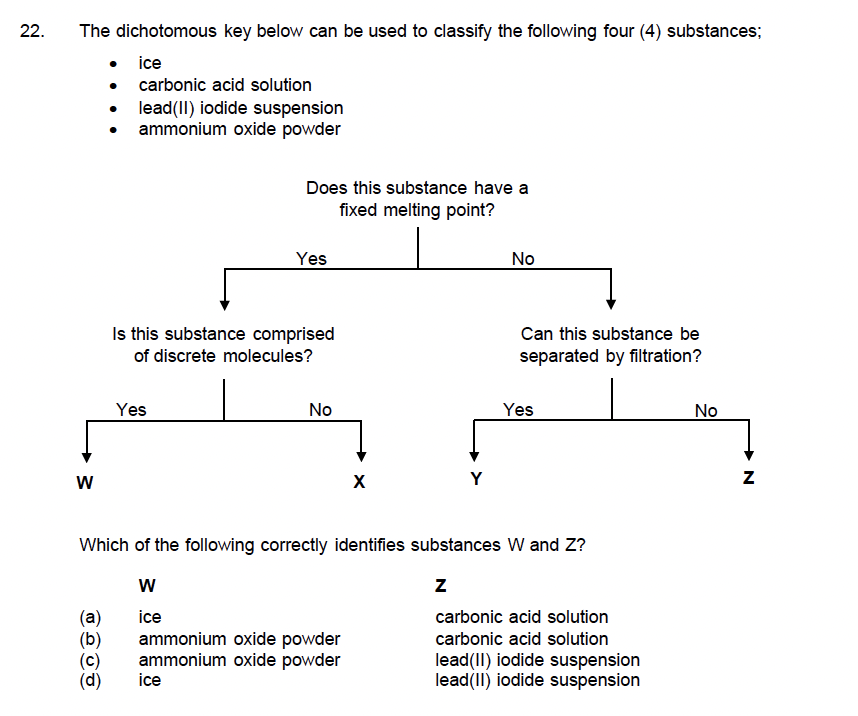 22. The dichotomous key below can be used to classify the following four (4) substances;
• ice
• carbonic acid solution
• lead(II) iodide suspension
• ammonium oxide powder
Does this substance have a
fixed melting point?
Yes No
Is this substance comprised
of discrete molecules?
Can this substance be
separated by filtration?
Yes No Yes No
W X Y Z
Which of the following correctly identifies substances W and Z?
W Z
(a) ice carbonic acid solution
(b) ammonium oxide powder carbonic acid solution
(c) ammonium oxide powder lead(II) iodide suspension
(d) ice lead(II) iodide suspension